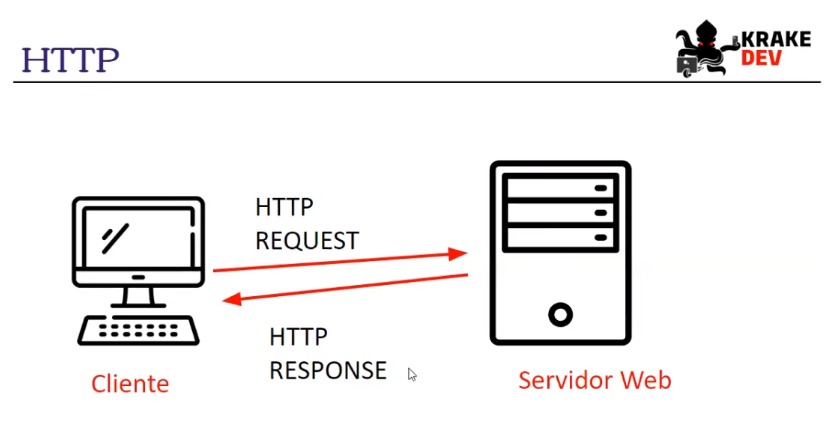 HTTP
KRAKE
DEV
HTTP
REQUEST
HTTP
RESPONSE
Cliente
Servidor Web